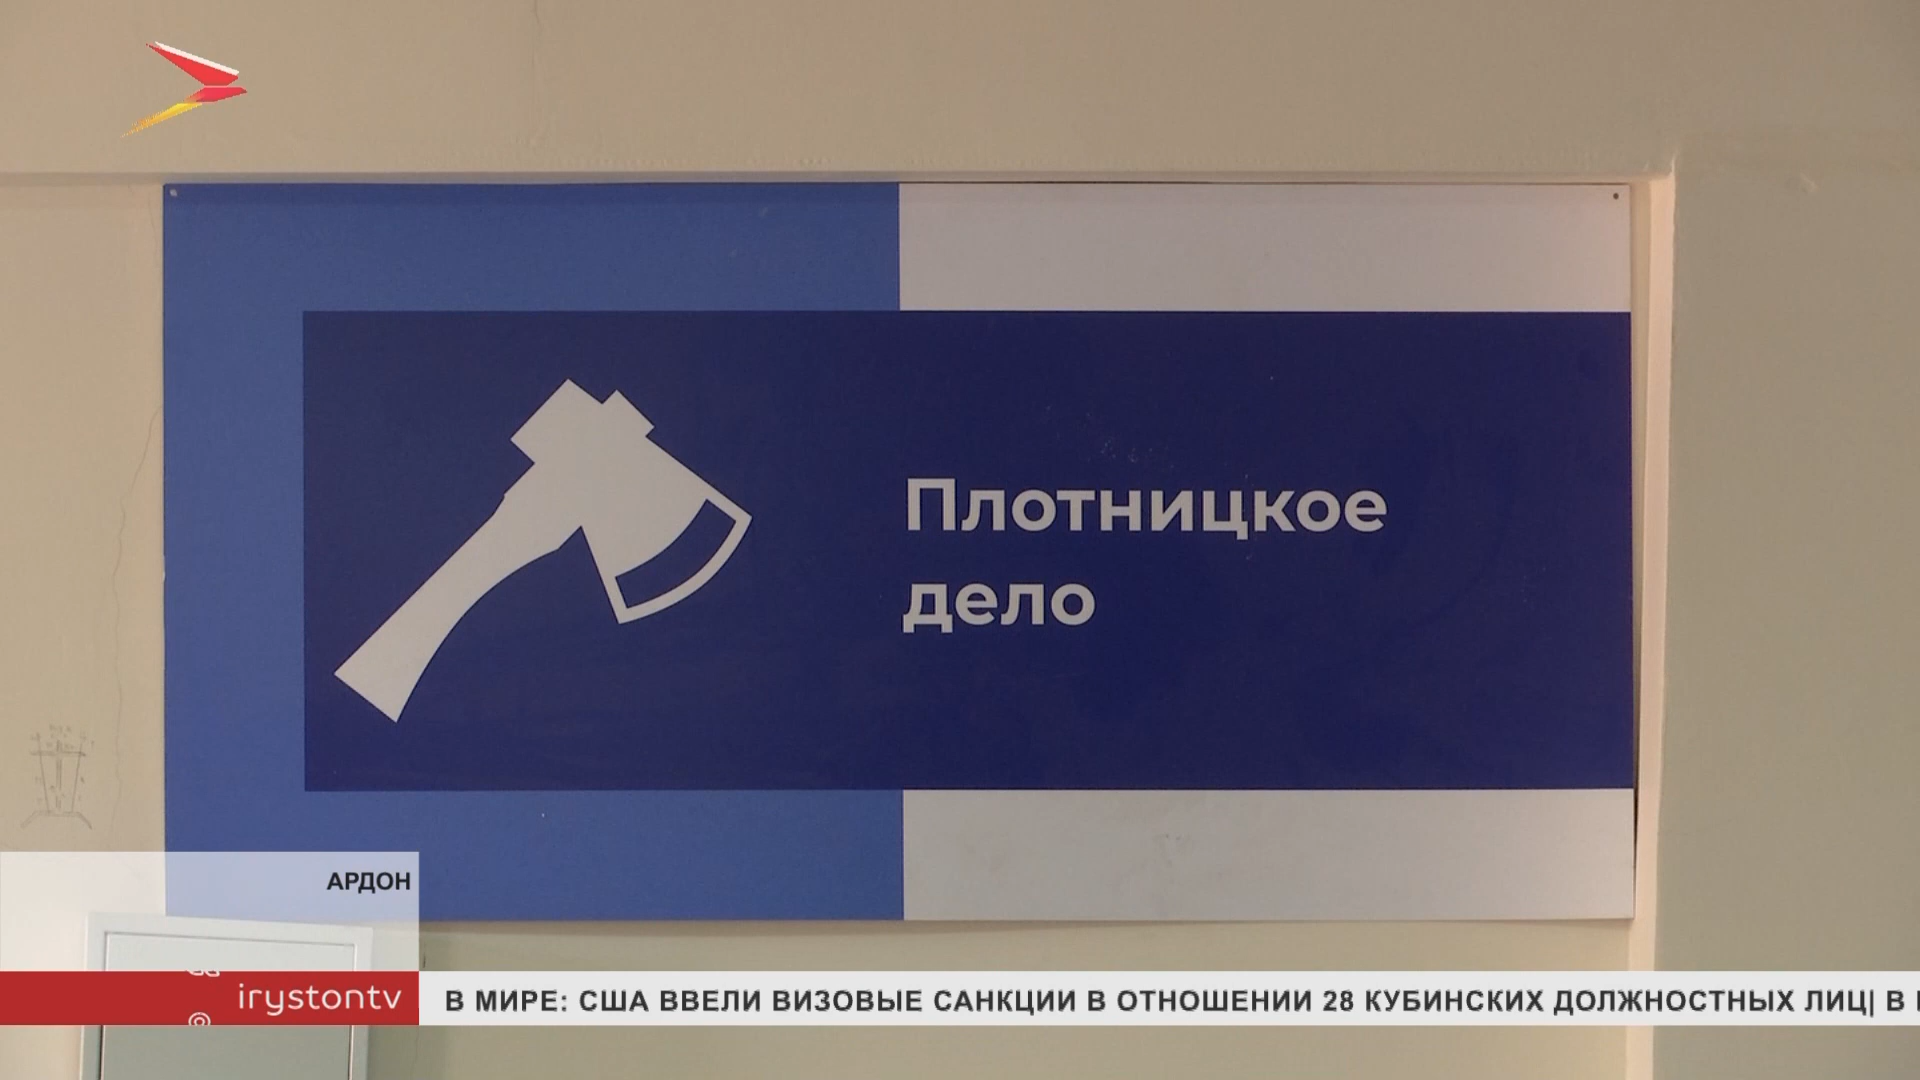 Плотницкое
дело
АРДОН
irystontv
В МИРЕ: США ВВЕЛИ ВИЗОВЫЕ САНКЦИИ В ОТНОШЕНИИ 28 КУБИНСКИХ ДОЛЖНОСТНЫХ ЛИЦ| В